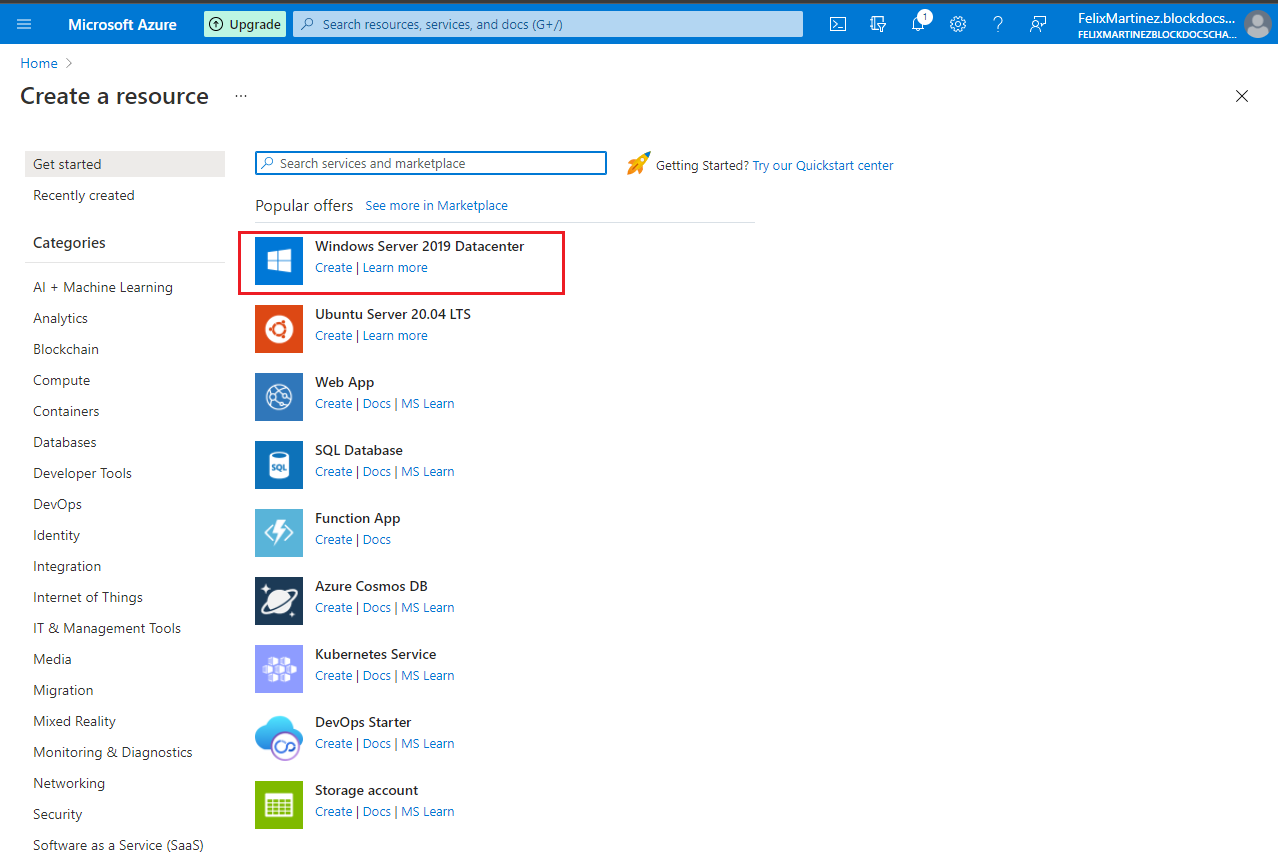 Microsoft Azure
Upgrade
Search resources, services, and docs (G+/)
1
FelixMartinez.blockdocs...
FELIXMARTINEZBLOCKDOCSCHA...
Home >
Create a resource
...
Get started
Recently created
Categories
AI + Machine Learning
Analytics
Blockchain
Compute
Containers
Databases
Developer Tools
DevOps
Identity
Integration
Internet of Things
IT & Management Tools
Media
Migration
Mixed Reality
Monitoring & Diagnostics
Networking
Security
Software as a Service (SaaS)
Search services and marketplace
Getting Started? Try our Quickstart center
Popular offers See more in Marketplace
Windows Server 2019 Datacenter
Create | Learn more
Ubuntu Server 20.04 LTS
Create | Learn more
Web App
Create | Docs | MS Learn
SQL
SQL Database
Create | Docs | MS Learn
Function App
Create | Docs
Azure Cosmos DB
Create | Docs | MS Learn
Kubernetes Service
Create | Docs | MS Learn
DevOps Starter
Create | Docs | MS Learn
Storage account
Create | Docs | MS Learn